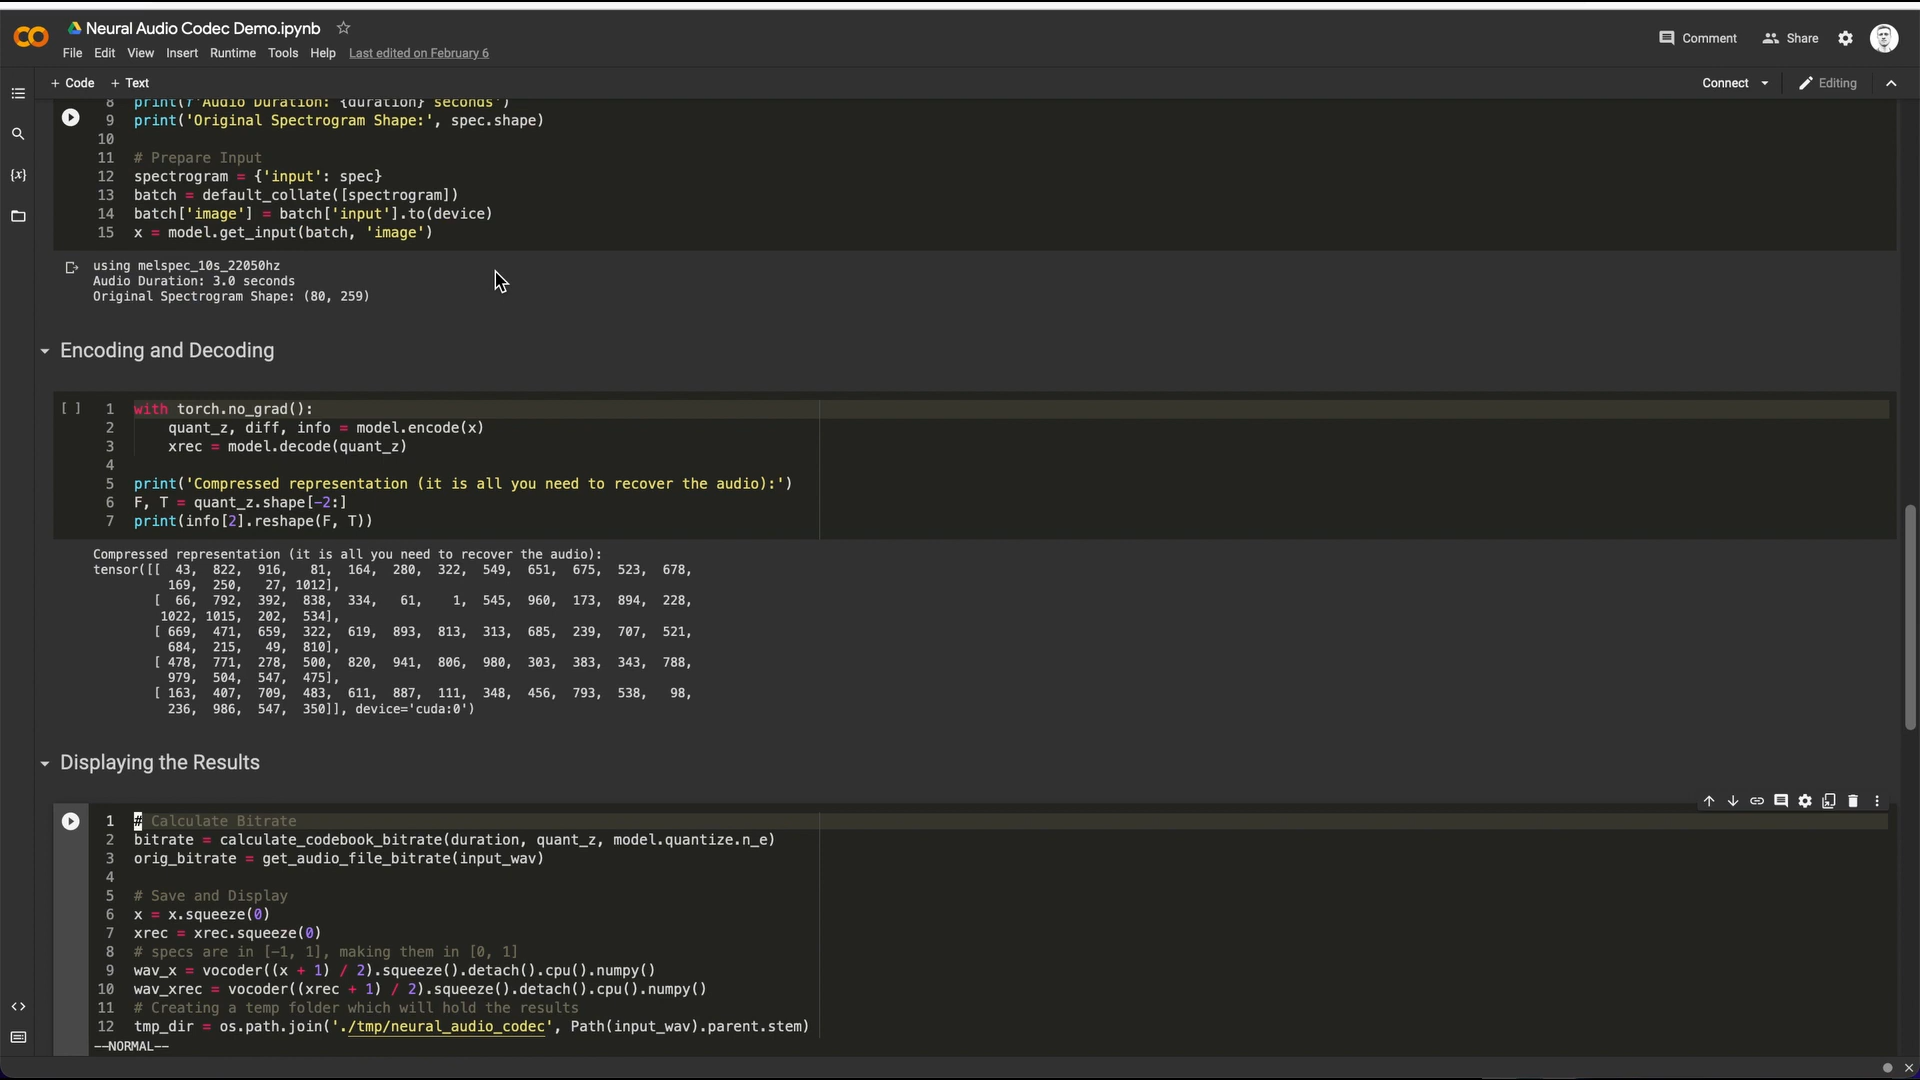 Neural Audio Codec Demo.ipynb
File Edit View Insert Runtime Tools Help Last edited on February 6
Comment Share
+ Code + Text
Connect Editing
8 print(f'Audio Duration: {duration} seconds')
9 print('Original Spectrogram Shape:', spec.shape)
10
11 # Prepare Input
12 spectrogram = {'input': spec}
13 batch = default_collate([spectrogram])
14 batch['image'] = batch['input'].to(device)
15 x = model.get_input(batch, 'image')
using melspec_10s_22050hz
Audio Duration: 3.0 seconds
Original Spectrogram Shape: (80, 259)
Encoding and Decoding
[ ] 1 with torch.no_grad():
2     quant_z, diff, info = model.encode(x)
3     xrec = model.decode(quant_z)
4
5 print('Compressed representation (it is all you need to recover the audio):')
6 F, T = quant_z.shape[-2:]
7 print(info[2].reshape(F, T))
Compressed representation (it is all you need to recover the audio):
tensor([[ 43, 822, 916, 81, 164, 280, 322, 549, 651, 675, 523, 678,
169, 250, 27, 1012],
[ 66, 792, 392, 838, 334, 61, 1, 545, 960, 173, 894, 228,
1022, 1015, 202, 534],
[ 669, 471, 659, 322, 619, 893, 813, 313, 685, 239, 707, 521,
684, 215, 49, 810],
[ 478, 771, 278, 500, 820, 941, 806, 980, 303, 383, 343, 788,
979, 504, 547, 475],
[ 163, 407, 709, 483, 611, 887, 111, 348, 456, 793, 538, 98,
236, 986, 547, 350]], device='cuda:0')
Displaying the Results
1 # Calculate Bitrate
2 bitrate = calculate_codebook_bitrate(duration, quant_z, model.quantize.n_e)
3 orig_bitrate = get_audio_file_bitrate(input_wav)
4
5 # Save and Display
6 x = x.squeeze(0)
7 xrec = xrec.squeeze(0)
8 # specs are in [-1, 1], making them in [0, 1]
9 wav_x = vocoder((x + 1) / 2).squeeze().detach().cpu().numpy()
10 wav_xrec = vocoder((xrec + 1) / 2).squeeze().detach().cpu().numpy()
11 # Creating a temp folder which will hold the results
12 tmp_dir = os.path.join('./tmp/neural_audio_codec', Path(input_wav).parent.stem)
--NORMAL--